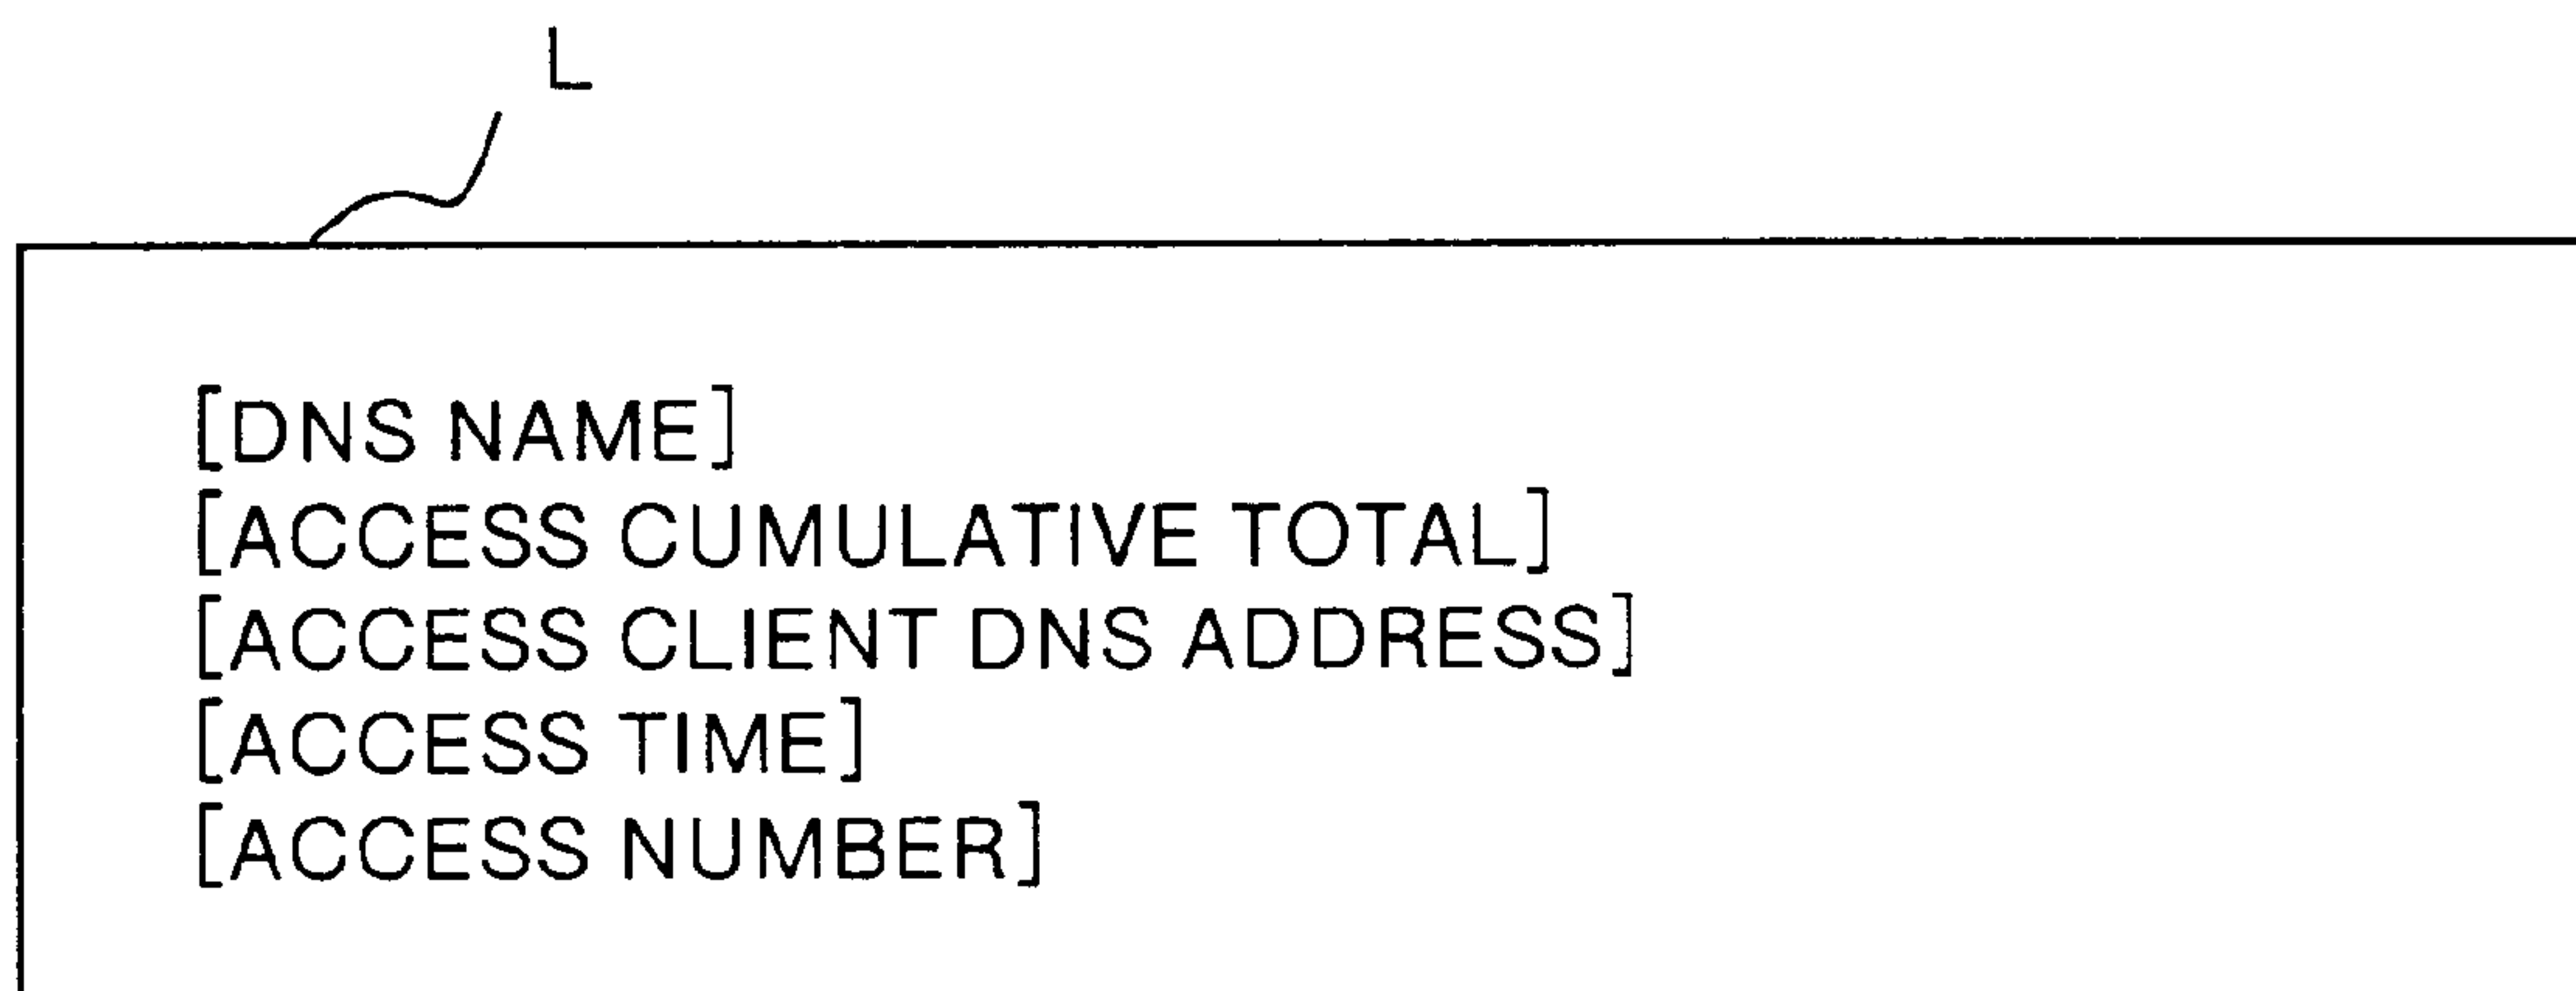 L
[DNS NAME]
[ACCESS CUMULATIVE TOTAL]
[ACCESS CLIENT DNS ADDRESS]
[ACCESS TIME]
[ACCESS NUMBER]